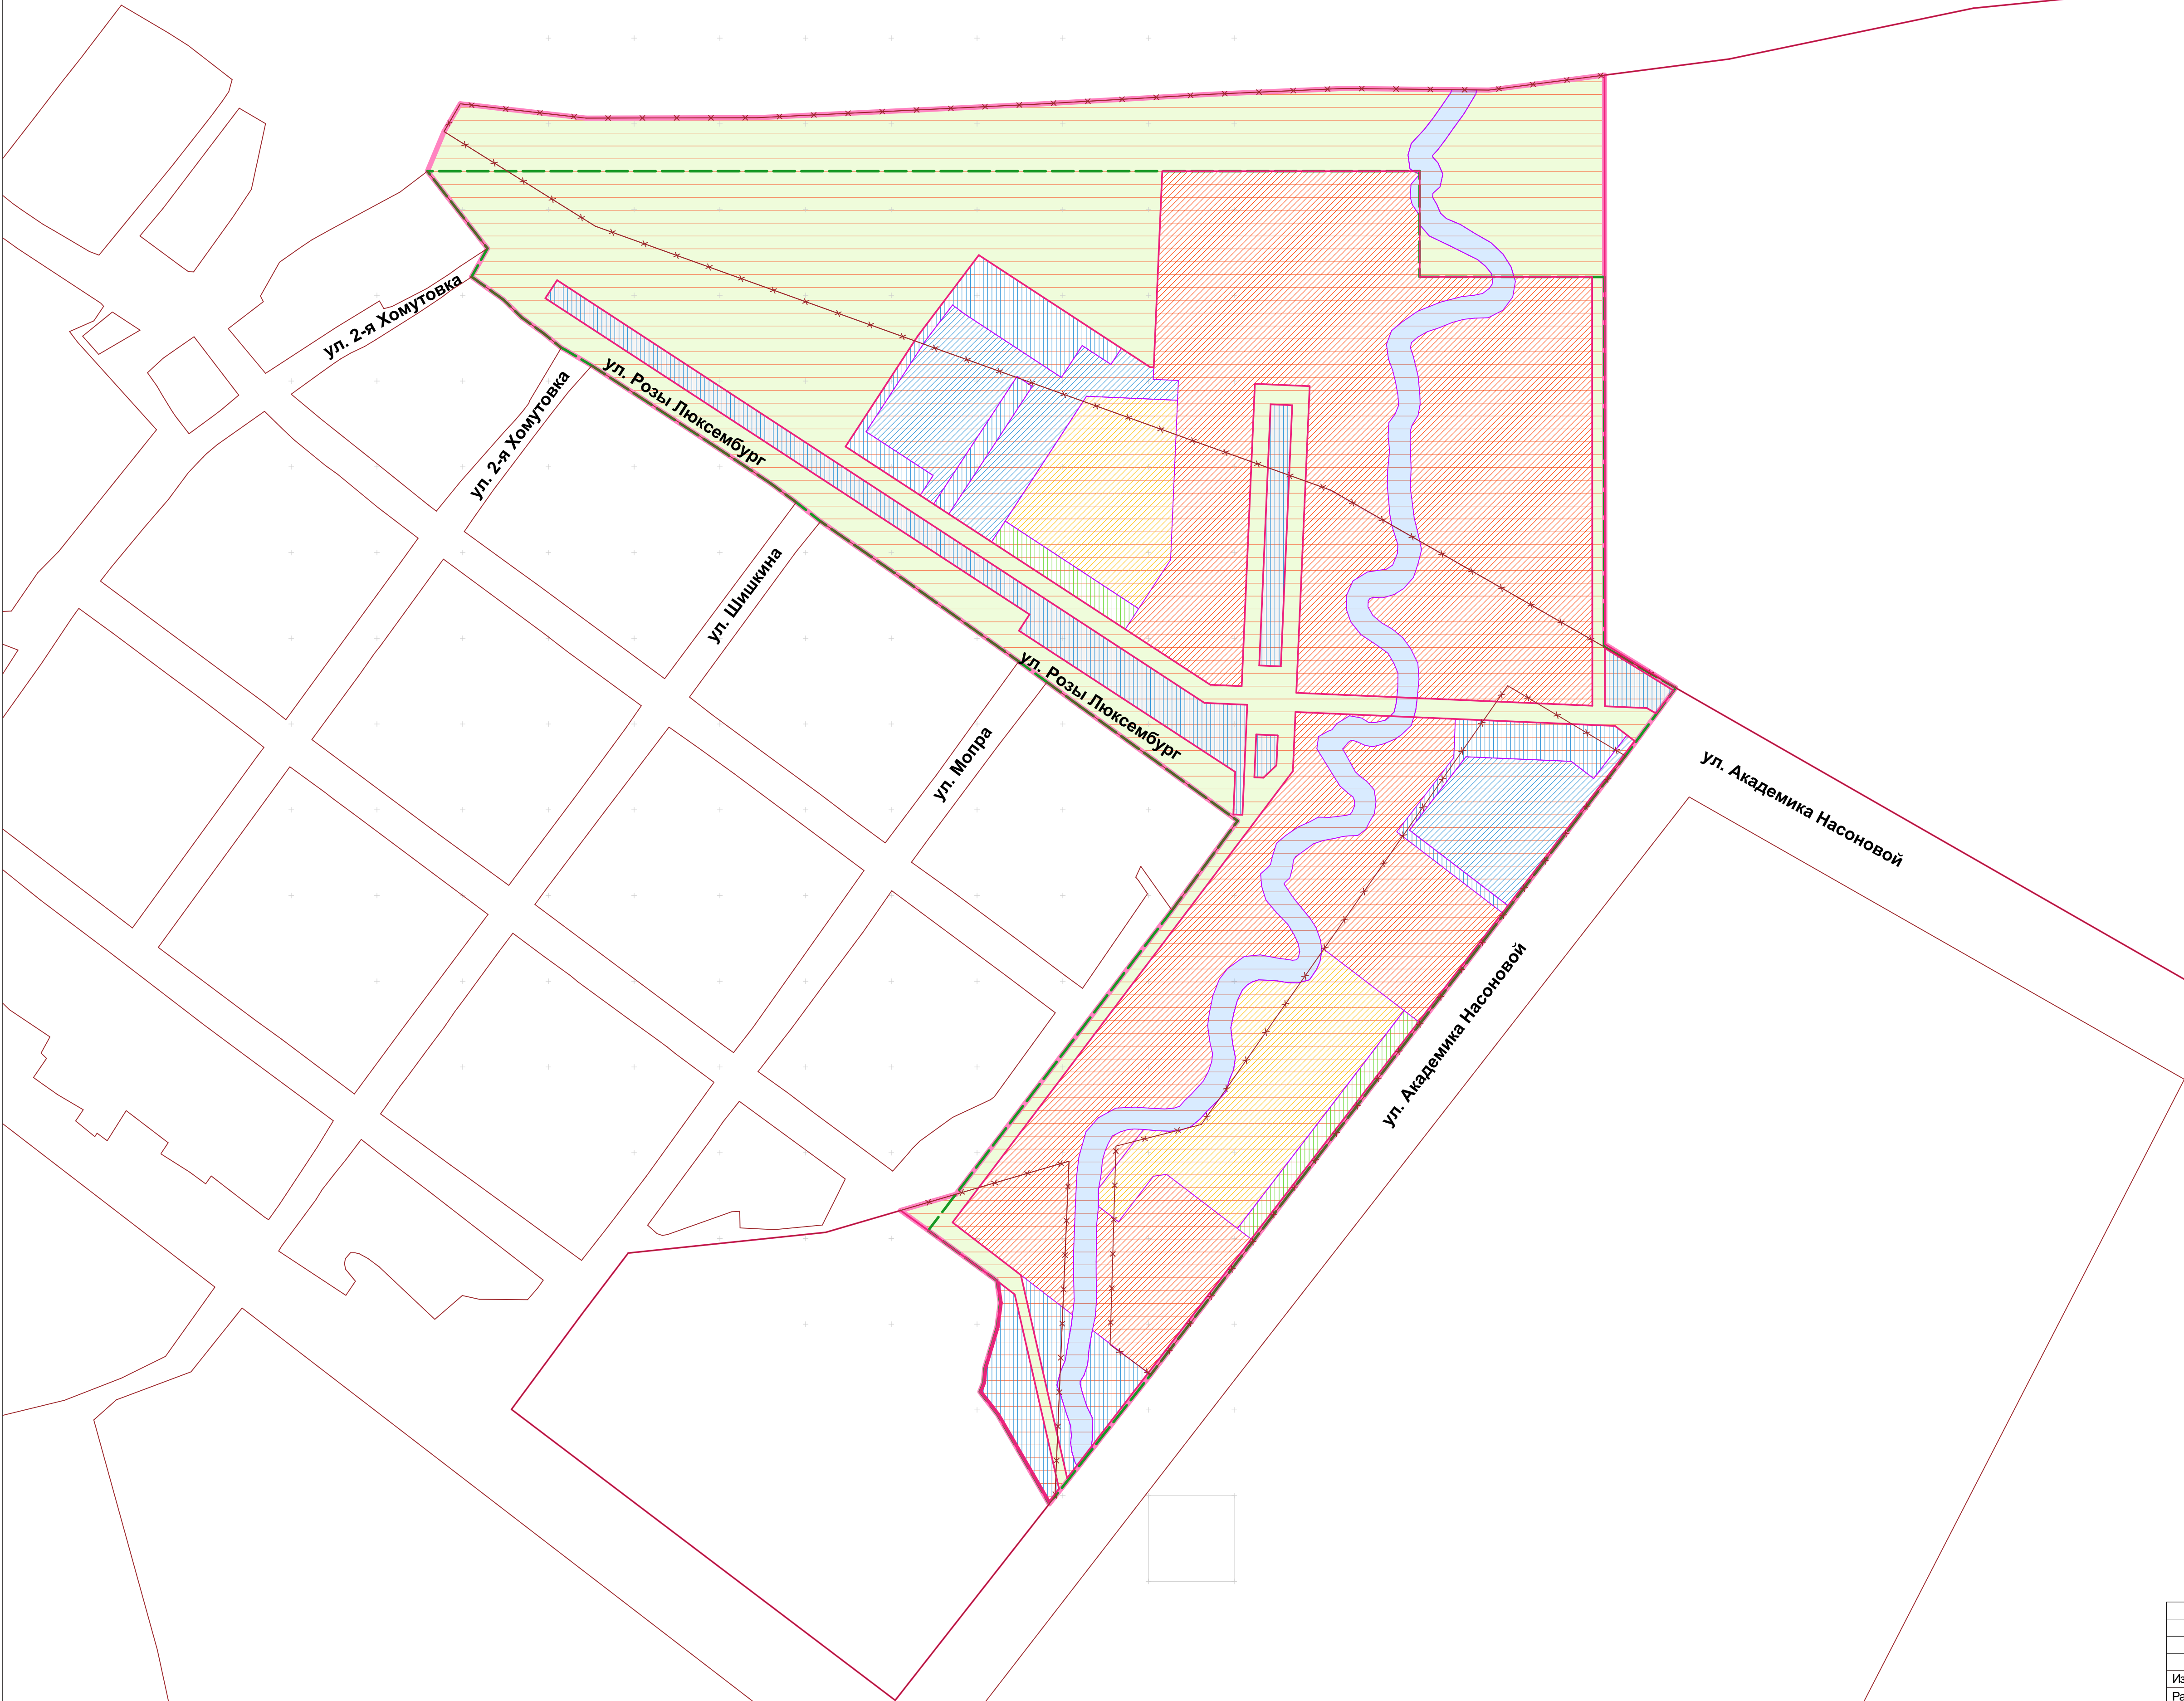 ул. 2-я Хомутовка
ул. 2-я Хомутовка
ул. Розы Люксембург
ул. Шишкина
ул. Розы Люксембург
ул. Мопра
ул. Академика Насоновой
ул. Академика Насоновой